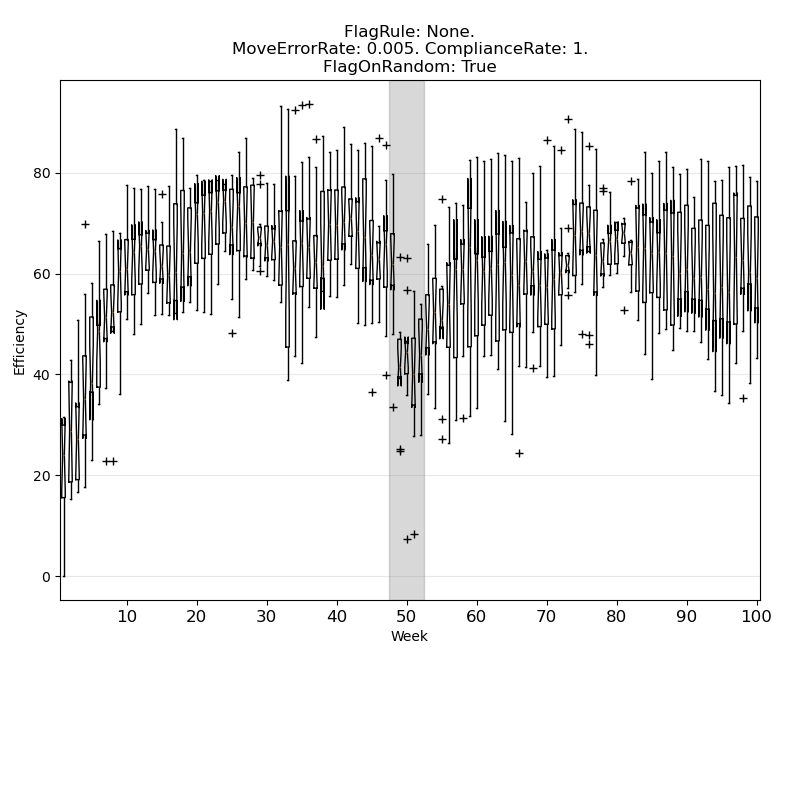 FlagRule: None.
MoveErrorRate: 0.005. ComplianceRate: 1.
FlagOnRandom: True
80
60
40
20
0
Efficiency
10 20 30 40 50 60 70 80 90 100
Week